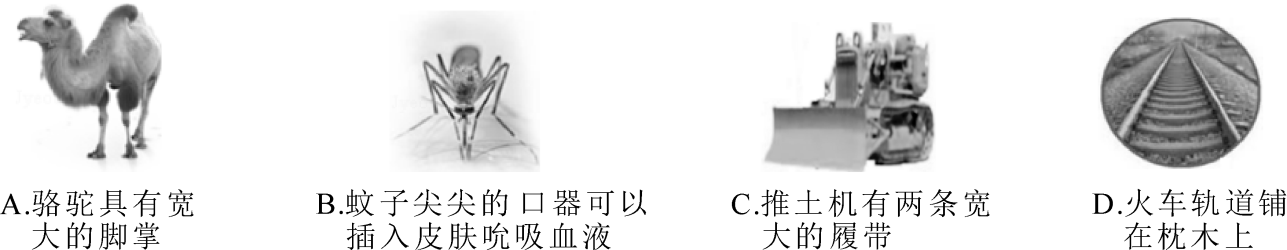 A.骆驼具有宽
大的脚掌
B.蚊子尖尖的口器可以
插入皮肤吮吸血液
C.推土机有两条宽
大的履带
D.火车轨道铺
在枕木上